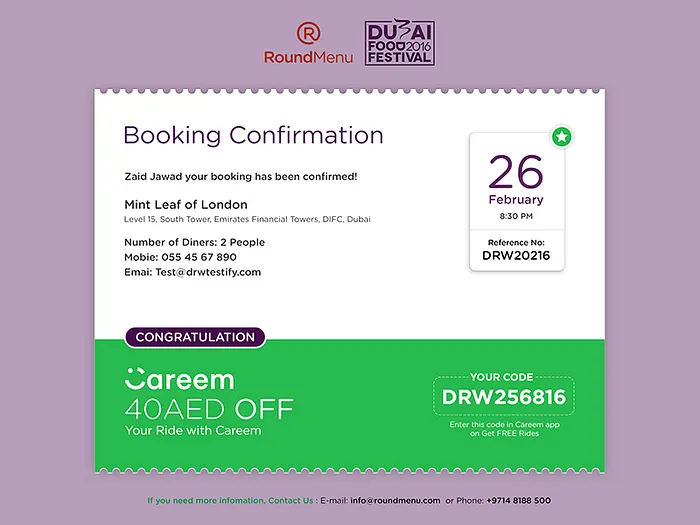 RoundMenu
DUBAI
FOOD 2016
FESTIVAL
Booking Confirmation
Zaid Jawad your booking has been confirmed!
Mint Leaf of London
Level 15, South Tower, Emirates Financial Towers, DIFC, Dubai
Number of Diners: 2 People
Mobie: 055 45 67 890
Emai: Test@drwtestify.com
26
February
8:30 PM
Reference No:
DRW20216
CONGRATULATION
Careem
40AED OFF
Your Ride with Careem
YOUR CODE
DRW256816
Enter this code in Careem app
on Get FREE Rides
If you need more infomation, Contact Us : E-mail: info@roundmenu.com or Phone: +9714 8188 500